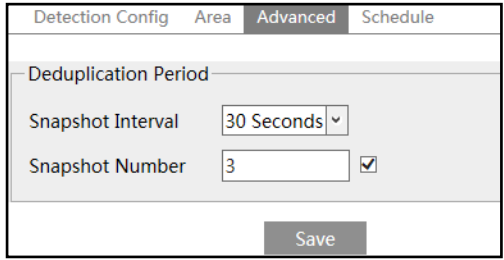 Detection Config Area Advanced Schedule
Deduplication Period
Snapshot Interval 30 Seconds
Snapshot Number 3
Save